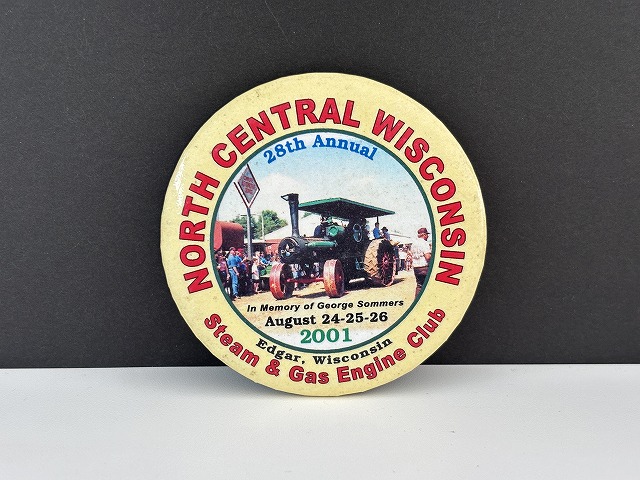 NORTH CENTRAL WISCONSIN
28th Annual
In Memory of George Sommers
August 24-25-26
2001
Edgar, Wisconsin
Steam & Gas Engine Club